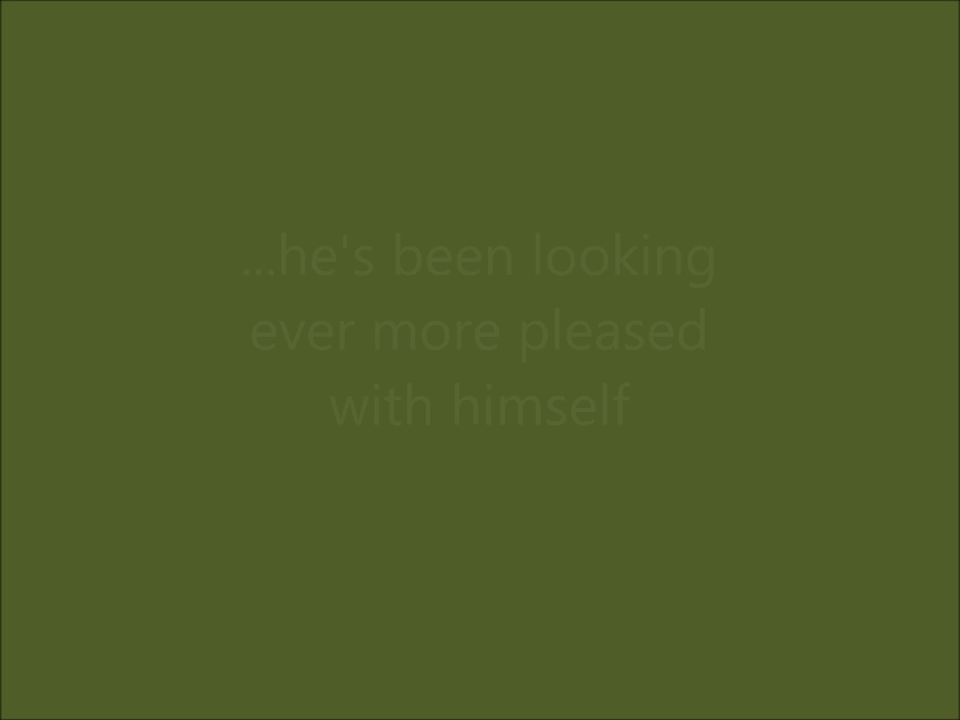 ...he's been looking
ever more pleased
with himself